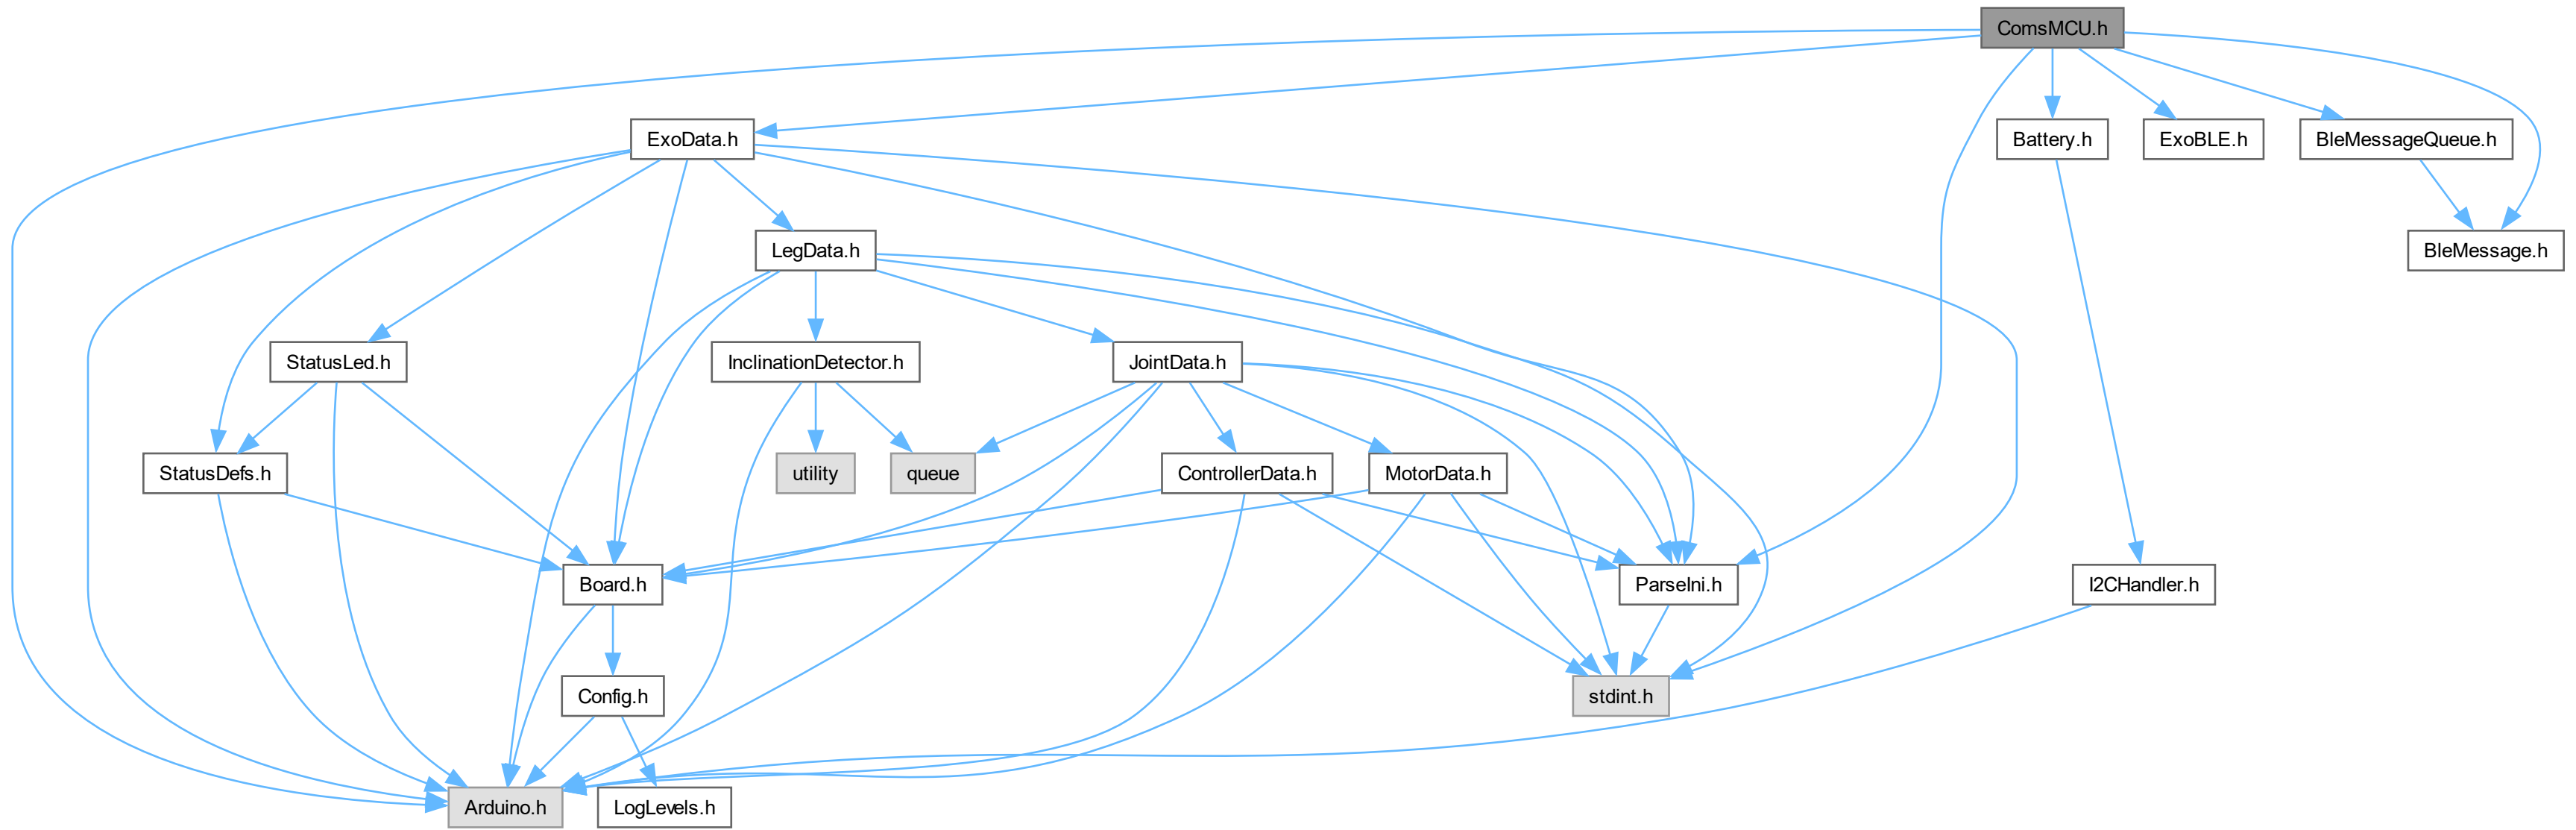 ComsMCU.h
ExoData.h
Battery.h
ExoBLE.h
BleMessageQueue.h
LegData.h
BleMessage.h
StatusLed.h
InclinationDetector.h
JointData.h
StatusDefs.h
utility
queue
ControllerData.h
MotorData.h
Board.h
ParseIni.h
I2CHandler.h
Config.h
stdint.h
Arduino.h
LogLevels.h